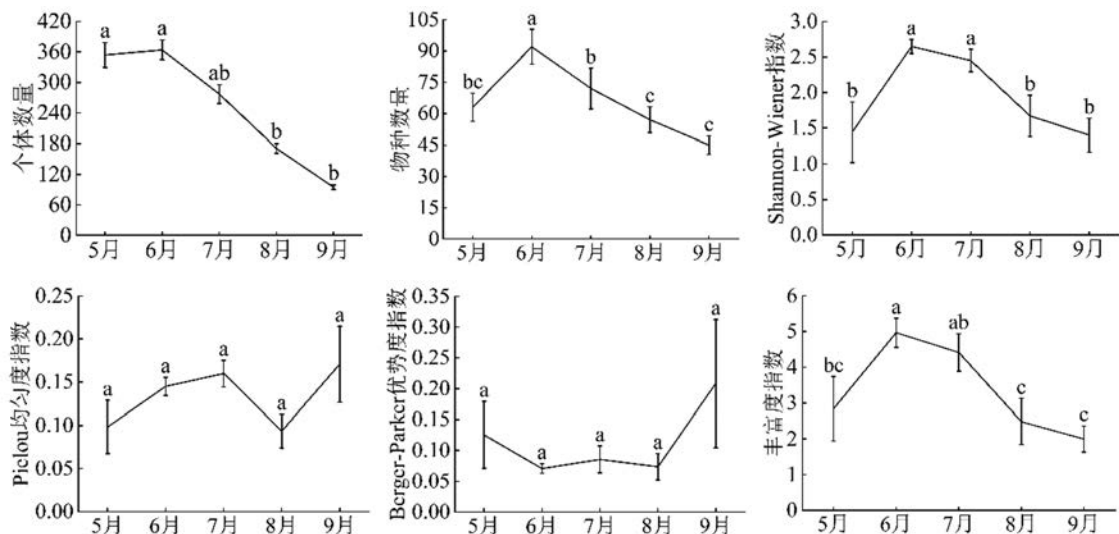 个体数量
420
360
300
240
180
120
60
0
a
a
ab
b
b
5月 6月 7月 8月 9月
物种数量
105
90
75
60
45
30
15
0
bc
a
b
c
c
5月 6月 7月 8月 9月
Shannon-Wiener指数
3.0
2.5
2.0
1.5
1.0
0.5
0.0
b
a
a
b
b
5月 6月 7月 8月 9月
Pielou均匀度指数
0.25
0.20
0.15
0.10
0.05
0.00
a
a
a
a
a
5月 6月 7月 8月 9月
Berger-Parker优势度指数
0.35
0.30
0.25
0.20
0.15
0.10
0.05
0.00
a
a
a
a
a
5月 6月 7月 8月 9月
丰富度指数
6
5
4
3
2
1
0
bc
a
ab
c
c
5月 6月 7月 8月 9月